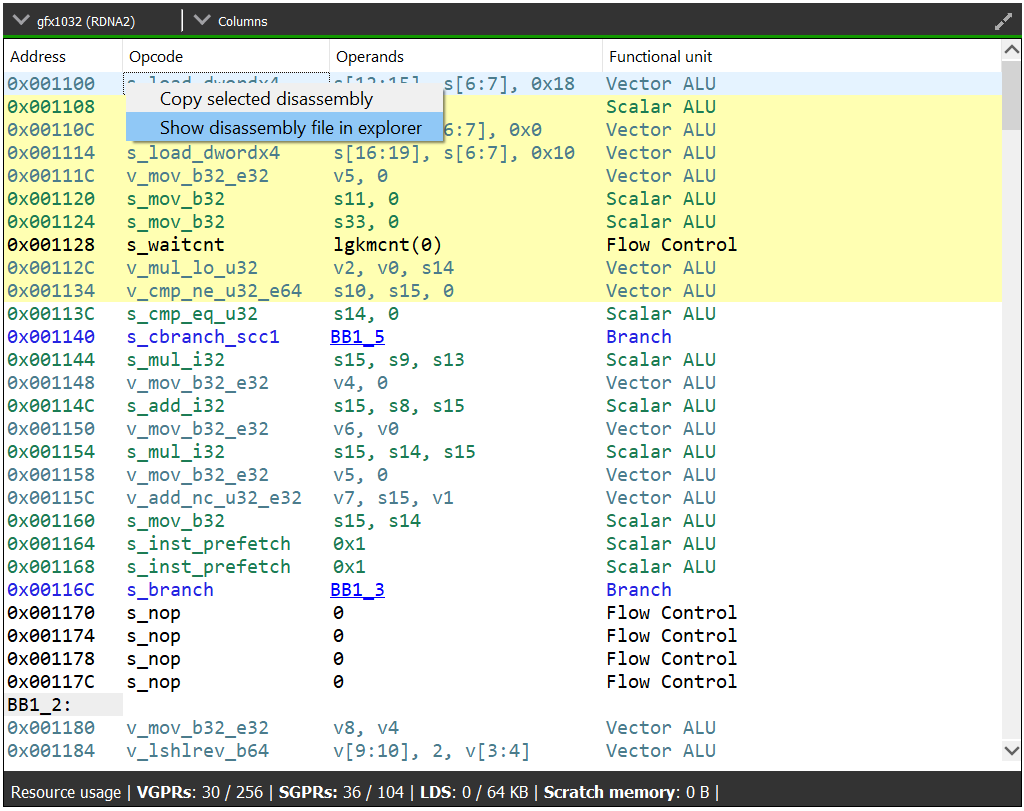 gfx1032 (RDNA2) Columns
Address Opcode Operands Functional unit
0x001100 s_load_dwordx4 s[12:15], s[6:7], 0x18 Vector ALU
Copy selected disassembly
0x001108 Scalar ALU
Show disassembly file in explorer
0x00110C 6:7], 0x0 Vector ALU
0x001114 s_load_dwordx4 s[16:19], s[6:7], 0x10 Vector ALU
0x00111C v_mov_b32_e32 v5, 0 Vector ALU
0x001120 s_mov_b32 s11, 0 Scalar ALU
0x001124 s_mov_b32 s33, 0 Scalar ALU
0x001128 s_waitcnt lgkmcnt(0) Flow Control
0x00112C v_mul_lo_u32 v2, v0, s14 Vector ALU
0x001134 v_cmp_ne_u32_e64 s10, s15, 0 Vector ALU
0x00113C s_cmp_eq_u32 s14, 0 Scalar ALU
0x001140 s_cbranch_scc1 BB1_5 Branch
0x001144 s_mul_i32 s15, s9, s13 Scalar ALU
0x001148 v_mov_b32_e32 v4, 0 Vector ALU
0x00114C s_add_i32 s15, s8, s15 Scalar ALU
0x001150 v_mov_b32_e32 v6, v0 Vector ALU
0x001154 s_mul_i32 s15, s14, s15 Scalar ALU
0x001158 v_mov_b32_e32 v5, 0 Vector ALU
0x00115C v_add_nc_u32_e32 v7, s15, v1 Vector ALU
0x001160 s_mov_b32 s15, s14 Scalar ALU
0x001164 s_inst_prefetch 0x1 Scalar ALU
0x001168 s_inst_prefetch 0x1 Scalar ALU
0x00116C s_branch BB1_3 Branch
0x001170 s_nop 0 Flow Control
0x001174 s_nop 0 Flow Control
0x001178 s_nop 0 Flow Control
0x00117C s_nop 0 Flow Control
BB1_2:
0x001180 v_mov_b32_e32 v8, v4 Vector ALU
0x001184 v_lshlrev_b64 v[9:10], 2, v[3:4] Vector ALU
Resource usage | VGPRs: 30 / 256 | SGPRs: 36 / 104 | LDS: 0 / 64 KB | Scratch memory: 0 B |